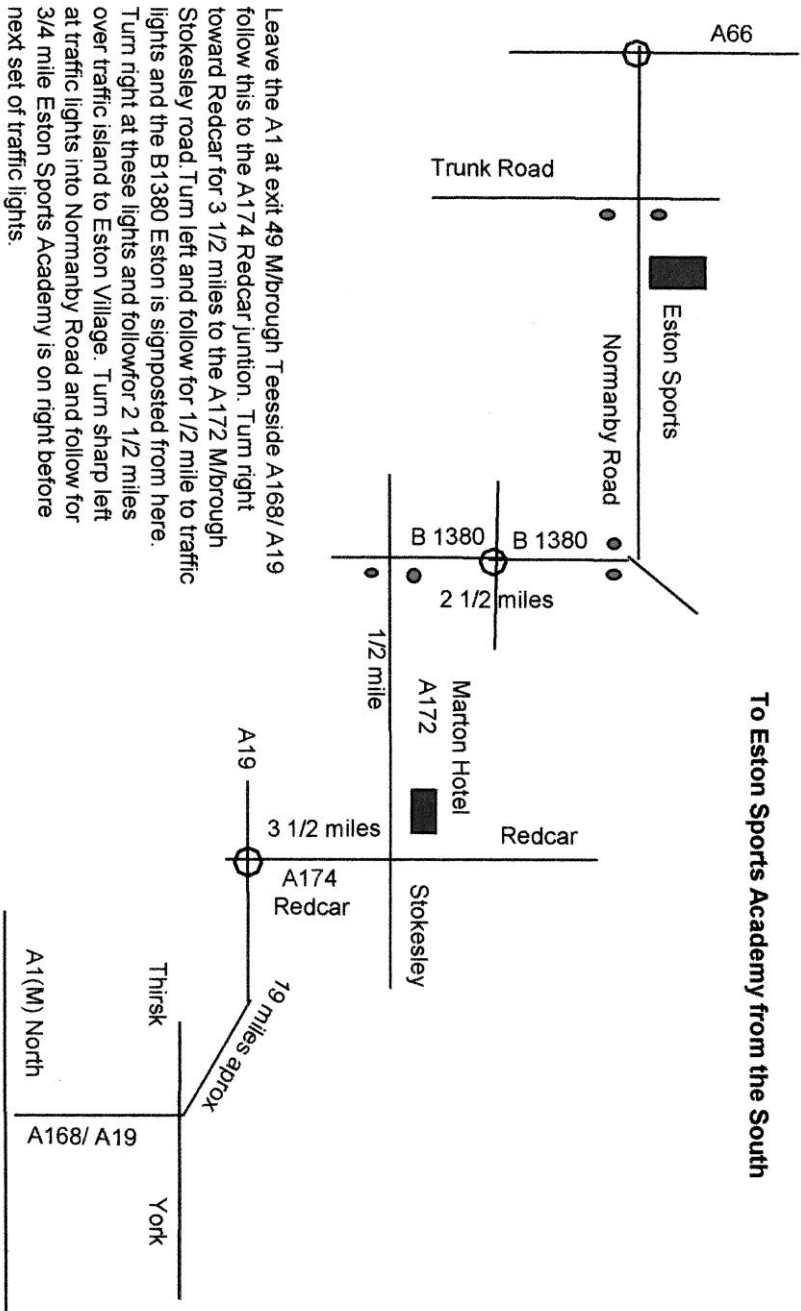 To Eston Sports Academy from the South
A66
Trunk Road
Eston Sports
Normanby Road
B 1380
B 1380
2 1/2 miles
1/2 mile
Marton Hotel
A172
Redcar
Stokesley
3 1/2 miles
A174
Redcar
A19
19 miles aprox
Thirsk
York
A168/ A19
A1(M) North
Leave the A1 at exit 49 M/brough Teesside A168/ A19
follow this to the A174 Redcar juntion. Turn right
toward Redcar for 3 1/2 miles to the A172 M/brough
Stokesley road.Turn left and follow for 1/2 mile to traffic
lights and the B1380 Eston is signposted from here.
Turn right at these lights and followfor 2 1/2 miles
over traffic island to Eston Village. Turn sharp left
at traffic lights into Normanby Road and follow for
3/4 mile Eston Sports Academy is on right before
next set of traffic lights.